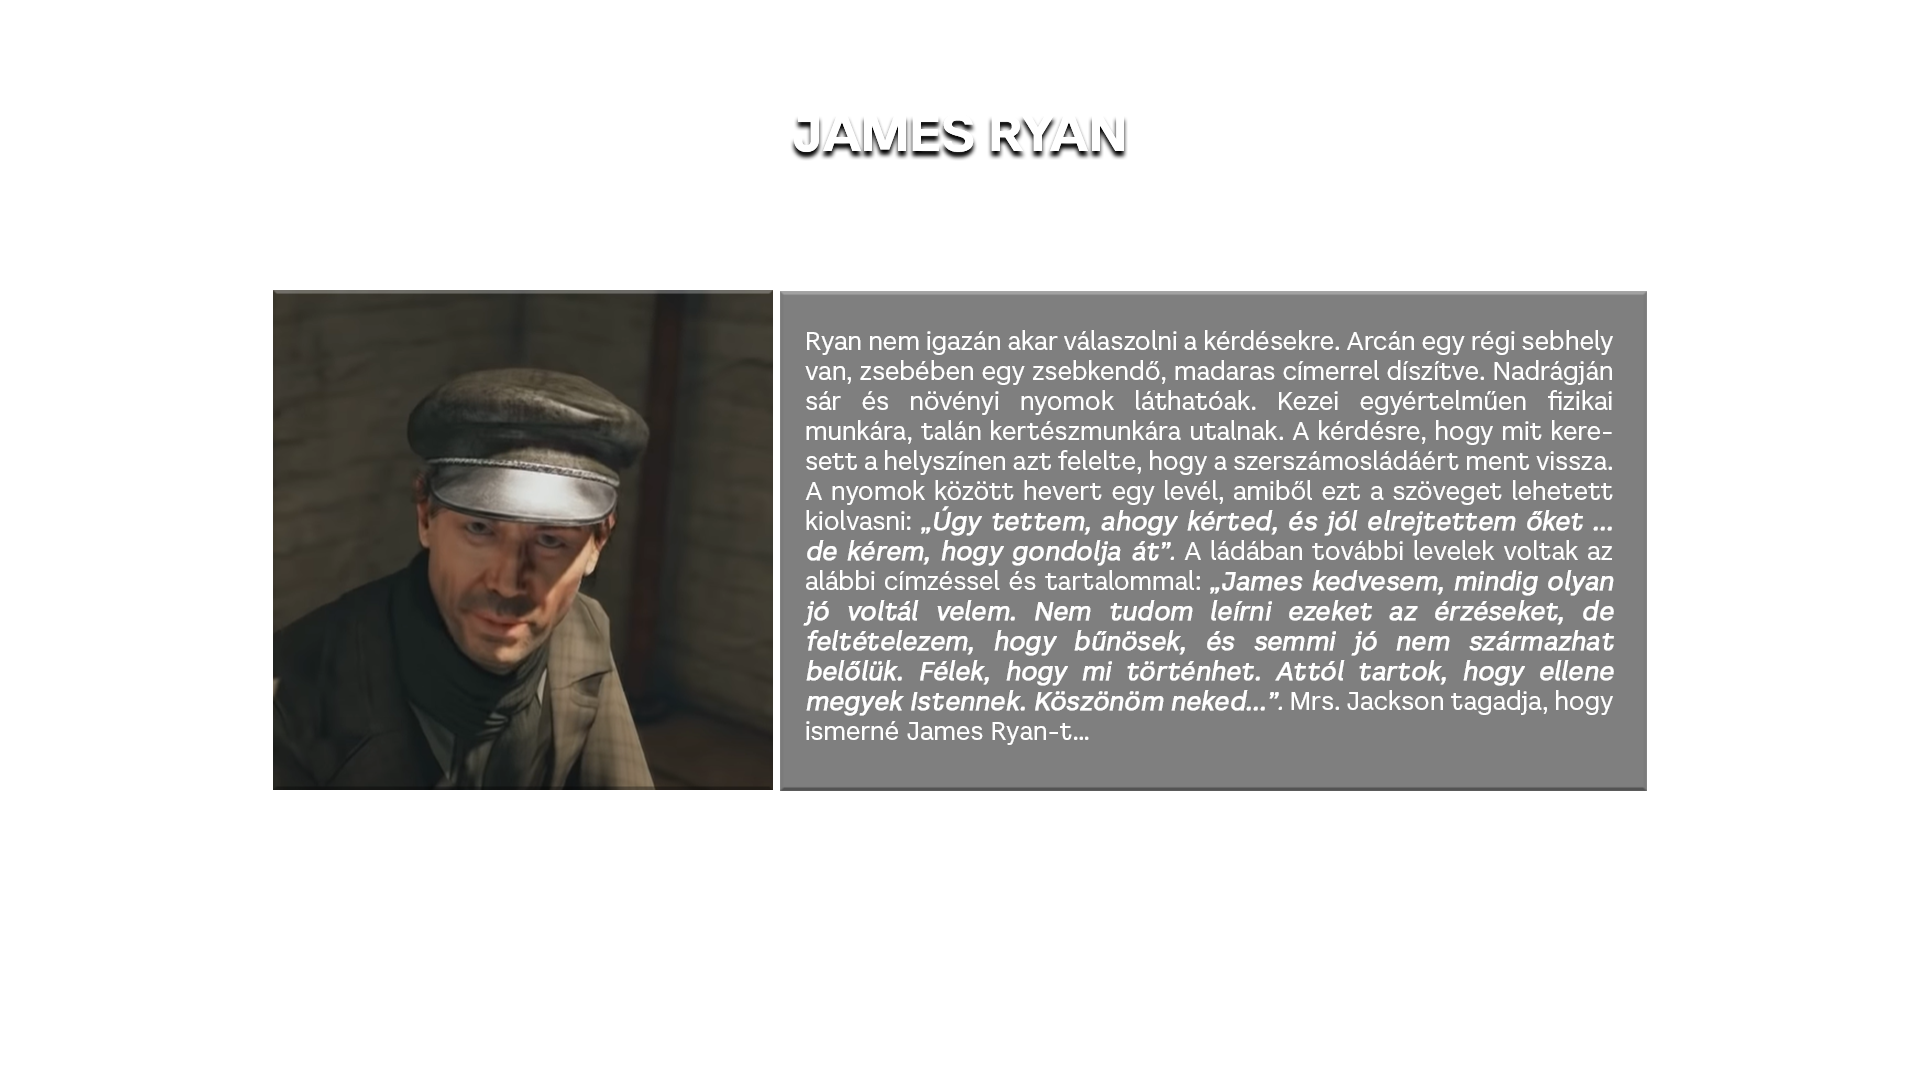 JAMES RYAN
Ryan nem igazán akar válaszolni a kérdésekre. Arcán egy régi sebhely
van, zsebében egy zsebkendő, madaras címerrel díszítve. Nadrágján
sár és növényi nyomok láthatóak. Kezei egyértelműen fizikai
munkára, talán kertészmunkára utalnak. A kérdésre, hogy mit kere-
sett a helyszínen azt felelte, hogy a szerszámosládáért ment vissza.
A nyomok között hevert egy levél, amiből ezt a szöveget lehetett
kiolvasni: „Úgy tettem, ahogy kérted, és jól elrejtettem őket ...
de kérem, hogy gondolja át”. A ládában további levelek voltak az
alábbi címzéssel és tartalommal: „James kedvesem, mindig olyan
jó voltál velem. Nem tudom leírni ezeket az érzéseket, de
feltételezem, hogy bűnösek, és semmi jó nem származhat
belőlük. Félek, hogy mi történhet. Attól tartok, hogy ellene
megyek Istennek. Köszönöm neked...”. Mrs. Jackson tagadja, hogy
ismerné James Ryan-t...